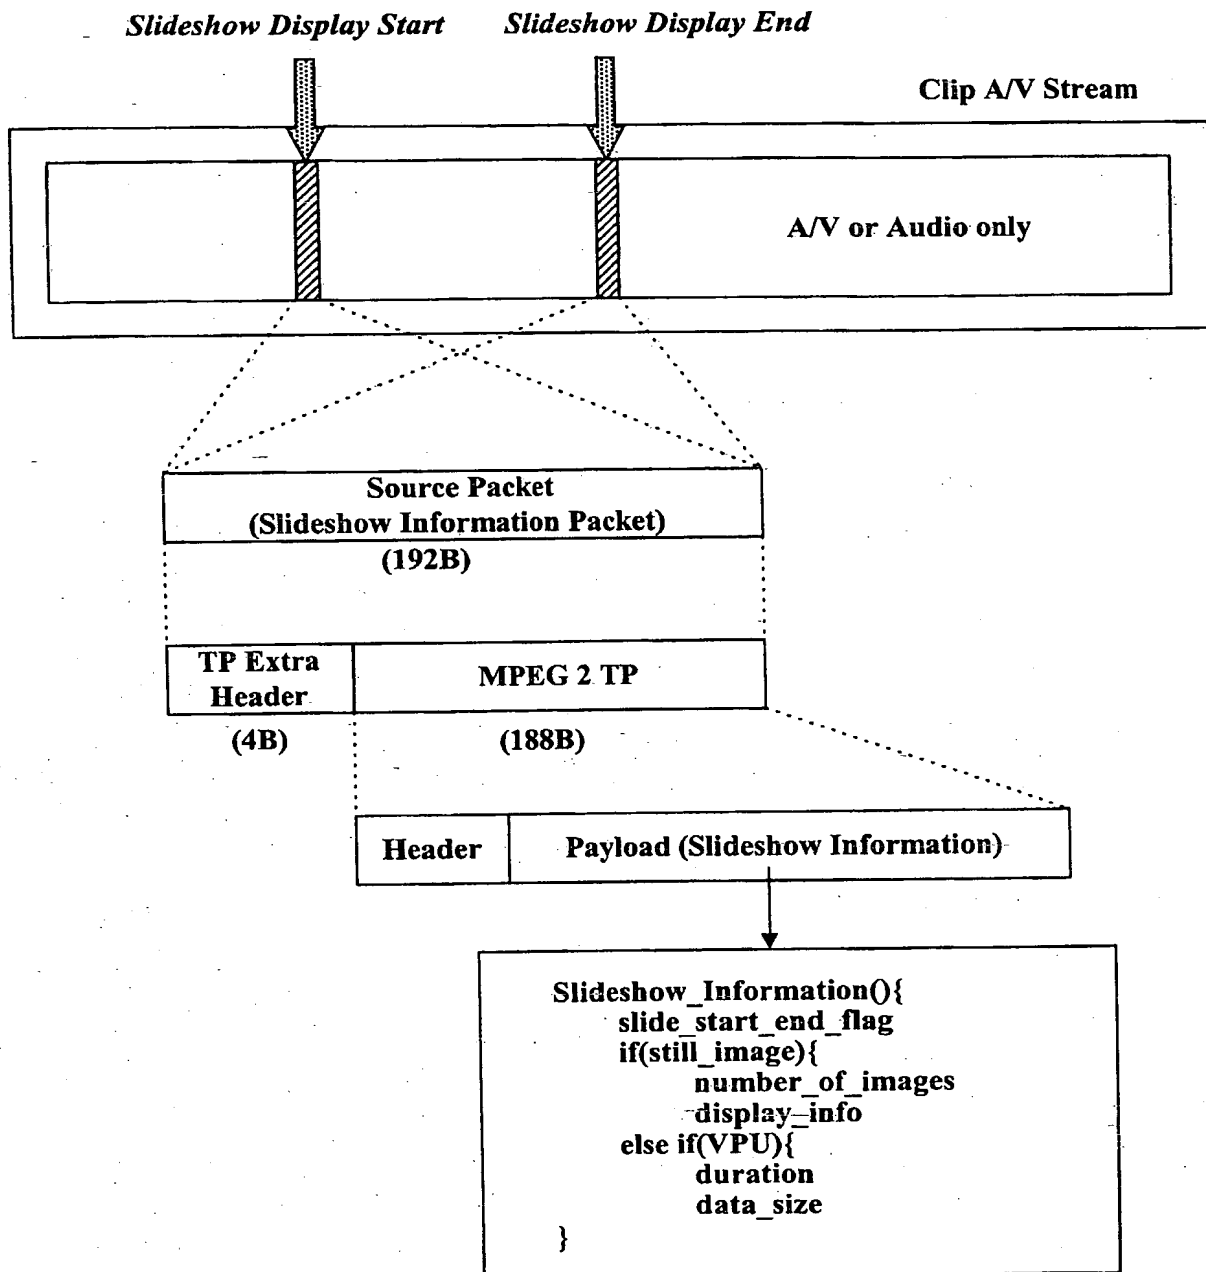 Slideshow Display Start
Slideshow Display End
Clip A/V Stream
A/V or Audio only
Source Packet
(Slideshow Information Packet)
(192B)
TP Extra
Header
MPEG 2 TP
(4B)
(188B)
Header
Payload (Slideshow Information)
Slideshow_Information(){
slide_start_end_flag
if(still_image){
number_of_images
display_info
else if(VPU){
duration
data_size
}